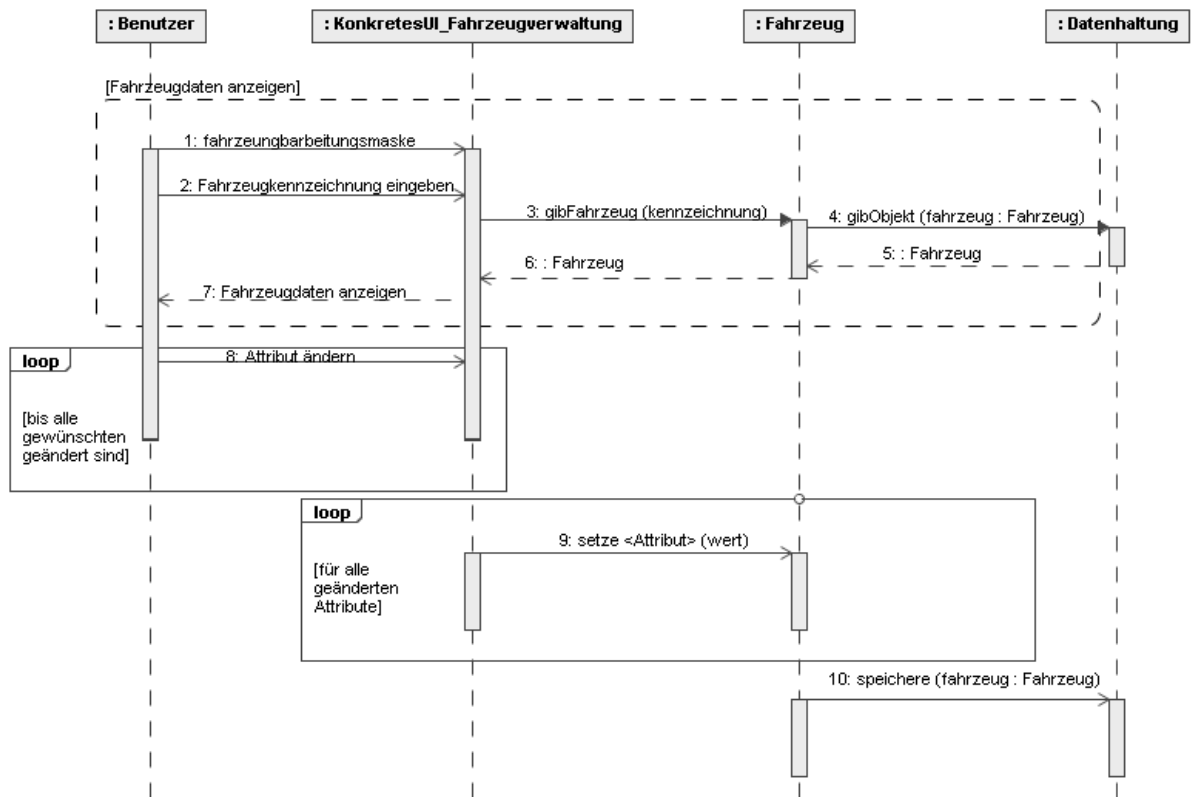 : Benutzer
: KonkretesUI_Fahrzeugverwaltung
: Fahrzeug
: Datenhaltung
[Fahrzeugdaten anzeigen]
1: fahrzeungbarbeitungsmaske
2: Fahrzeugkennzeichnung eingeben
3: gibFahrzeug (kennzeichnung)
4: gibObjekt (fahrzeug : Fahrzeug)
5: : Fahrzeug
6: : Fahrzeug
7: Fahrzeugdaten anzeigen
loop
8: Attribut ändern
[bis alle
gewünschten
geändert sind]
loop
9: setze <Attribut> (wert)
[für alle
geänderten
Attribute]
10: speichere (fahrzeug : Fahrzeug)